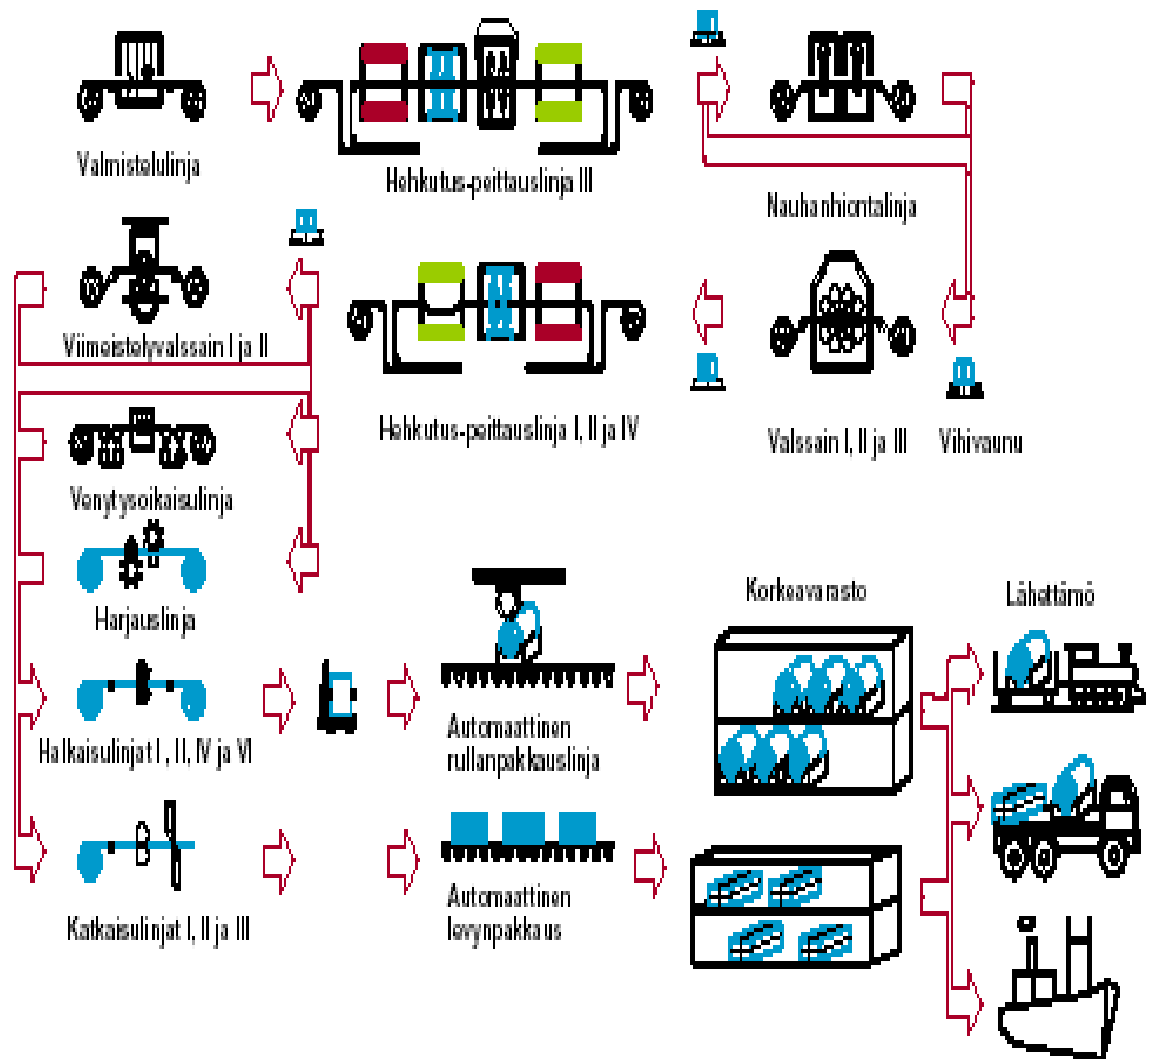 Valmistelulinja
Hehkutus-peittauslinja III
Nauhanhiontalinja
Viimeistelyvalssain I ja II
Hehkutus-peittauslinja I, II ja IV
Valssain I, II ja III
Vihivaunu
Venytysoikaisulinja
Harjauslinja
Korkeavarasto
Lähettämö
Halkaisulinjat I , II, IV ja VI
Automaattinen
rullanpakkauslinja
Katkaisulinjat I, II ja III
Automaattinen
levynpakkaus